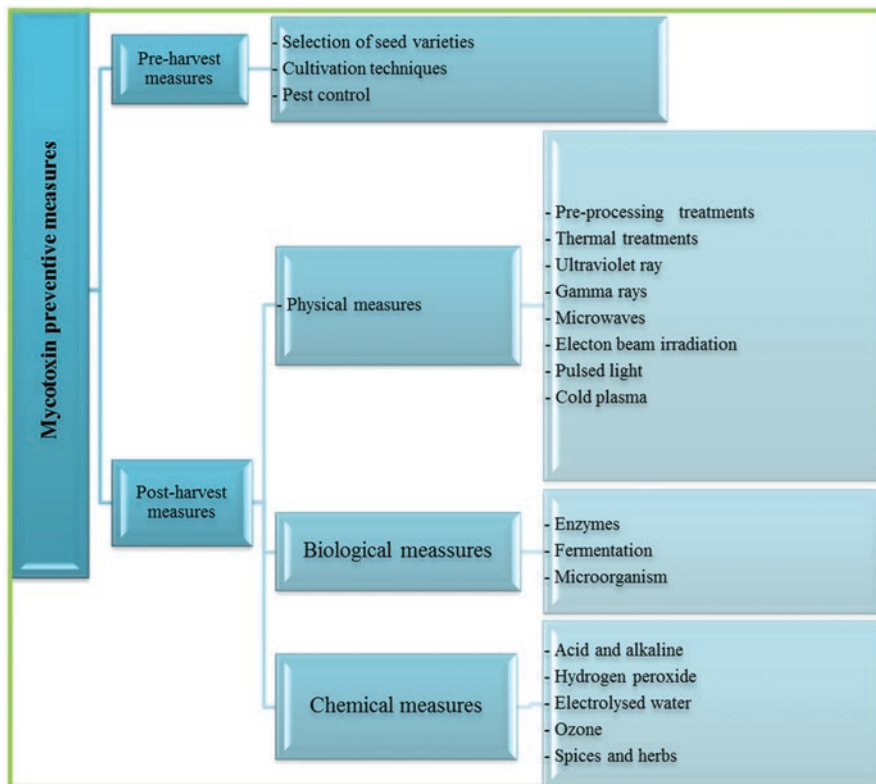 Mycotoxin preventive measures
Pre-harvest
measures
- Selection of seed varieties
- Cultivation techniques
- Pest control
Post-harvest
measures
- Physical measures
- Pre-processing treatments
- Thermal treatments
- Ultraviolet ray
- Gamma rays
- Microwaves
- Electon beam irradiation
- Pulsed light
- Cold plasma
Biological meassures
- Enzymes
- Fermentation
- Microorganism
Chemical measures
- Acid and alkaline
- Hydrogen peroxide
- Electrolysed water
- Ozone
- Spices and herbs